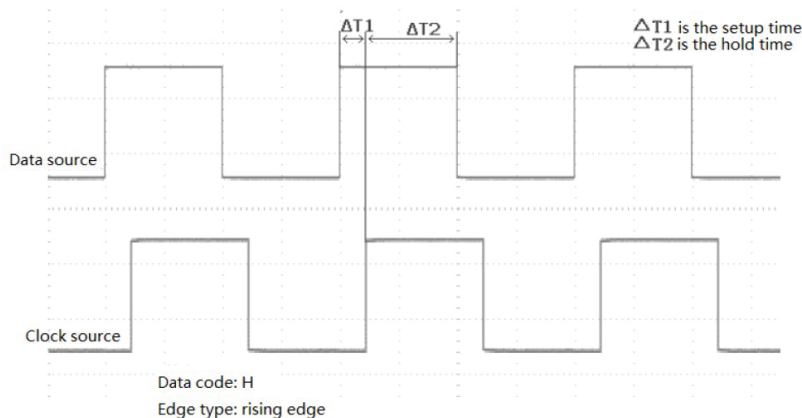 ΔT1 ΔT2
ΔT1 is the setup time
ΔT2 is the hold time
Data source
Clock source
Data code: H
Edge type: rising edge